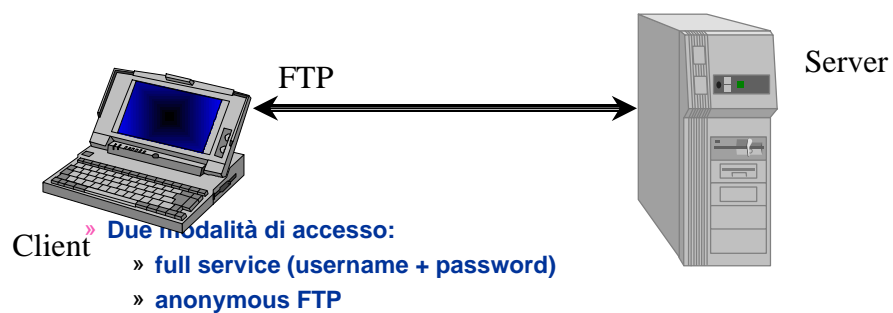 FTP
Server
Client
» Due modalità di accesso:
» full service (username + password)
» anonymous FTP